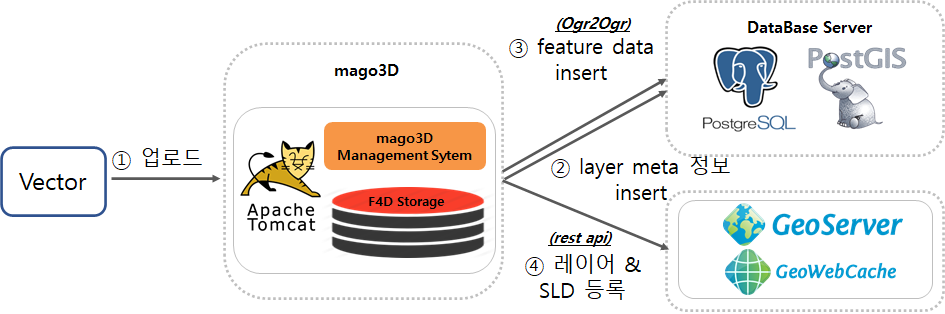 Vector
① 업로드
mago3D
mago3D
Management Sytem
F4D Storage
Apache
Tomcat
(Ogr2Ogr)
③ feature data
insert
② layer meta 정보
insert
(rest api)
④ 레이어 &
SLD 등록
DataBase Server
PostgreSQL
PostGIS
GeoServer
GeoWebCache